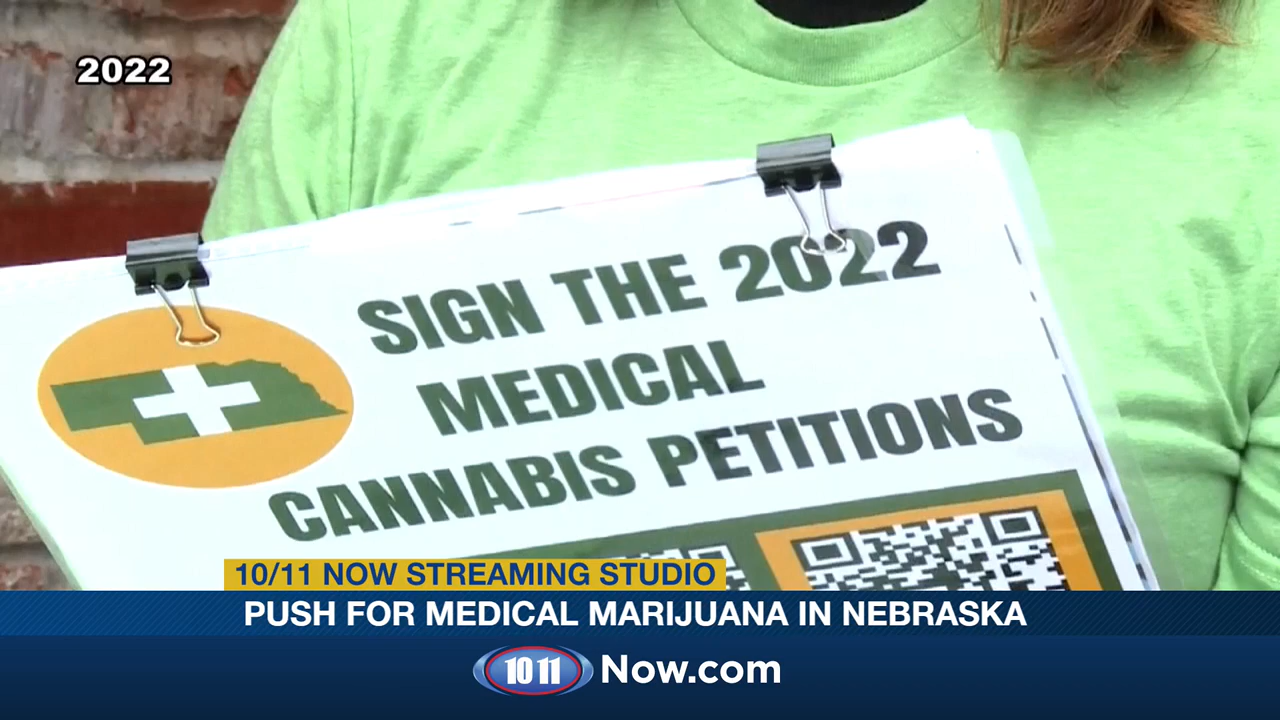 2022
SIGN THE 2022
MEDICAL
CANNABIS PETITIONS
10/11 NOW STREAMING STUDIO
PUSH FOR MEDICAL MARIJUANA IN NEBRASKA
10 11 Now.com